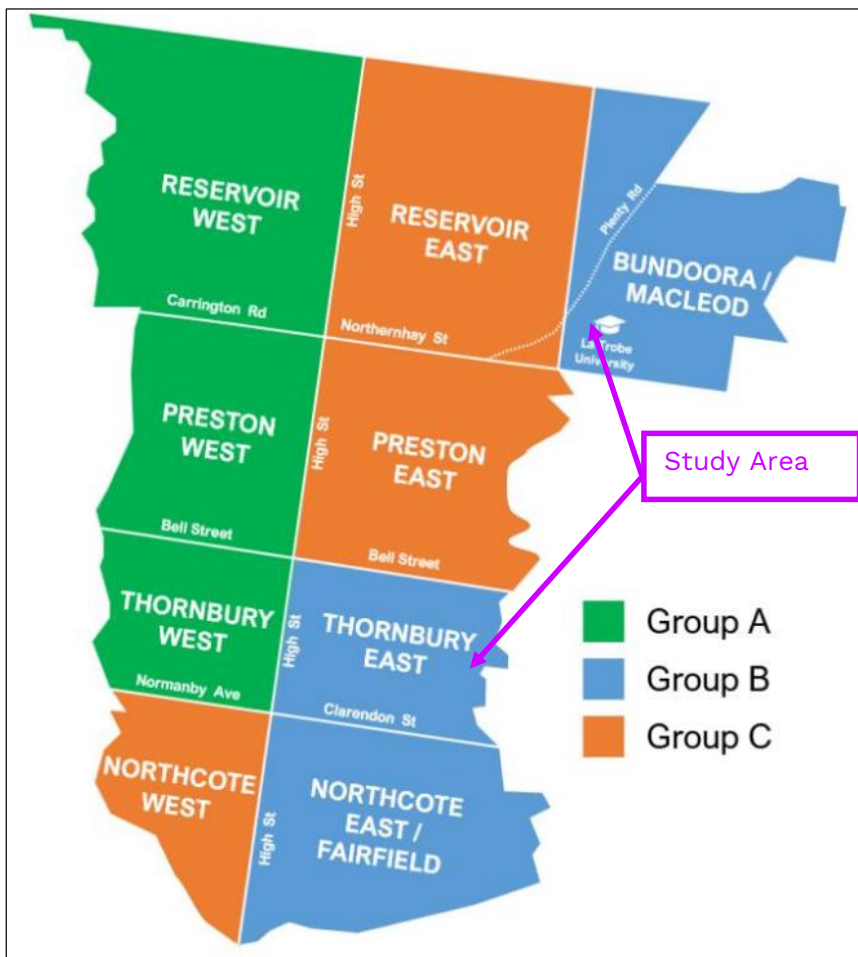 RESERVOIR
WEST
High St
RESERVOIR
EAST
Plenty Rd
BUNDOORA /
MACLEOD
Carrington Rd
Northernhay St
La Trobe
University
PRESTON
WEST
High St
PRESTON
EAST
Study Area
Bell Street
Bell Street
THORNBURY
WEST
High St
THORNBURY
EAST
Normanby Ave
Clarendon St
Group A
Group B
Group C
NORTHCOTE
WEST
High St
NORTHCOTE
EAST /
FAIRFIELD